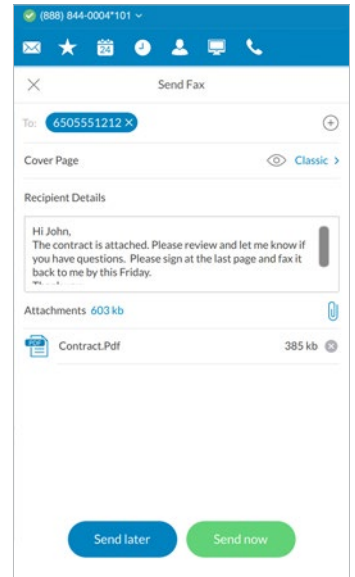 (888) 844-0004*101
24
Send Fax
To: 6505551212 ×
Cover Page Classic >
Recipient Details
Hi John,
The contract is attached. Please review and let me know if
you have questions. Please sign at the last page and fax it
back to me by this Friday.
Attachments 603 kb
PDF Contract.Pdf 385 kb
Send later Send now